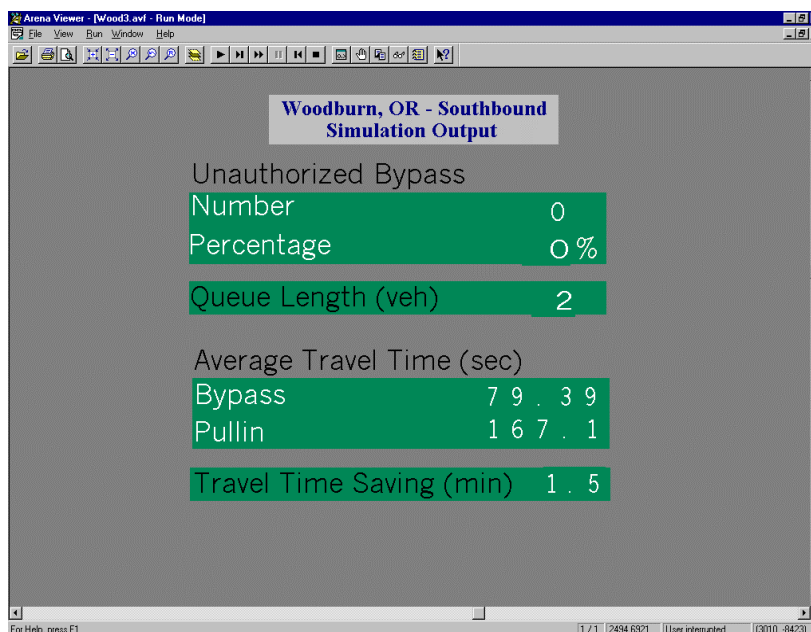 Arena Viewer - [Wood3.avf - Run Mode]
File View Run Window Help
Woodburn, OR - Southbound
Simulation Output
Unauthorized Bypass
Number 0
Percentage 0%
Queue Length (veh) 2
Average Travel Time (sec)
Bypass 79.39
Pullin 167.1
Travel Time Saving (min) 1.5
For Help, press F1 1 / 1 2494.6921 User interrupted (3010, -8423)